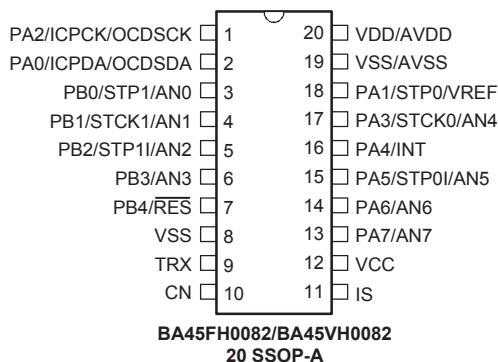 PA2/ICPCK/OCDSCK 1 20 VDD/AVDD
PA0/ICPDA/OCDSDA 2 19 VSS/AVSS
PB0/STP1/AN0 3 18 PA1/STP0/VREF
PB1/STCK1/AN1 4 17 PA3/STCK0/AN4
PB2/STP1I/AN2 5 16 PA4/INT
PB3/AN3 6 15 PA5/STP0I/AN5
PB4/RES 7 14 PA6/AN6
VSS 8 13 PA7/AN7
TRX 9 12 VCC
CN 10 11 IS
BA45FH0082/BA45VH0082
20 SSOP-A